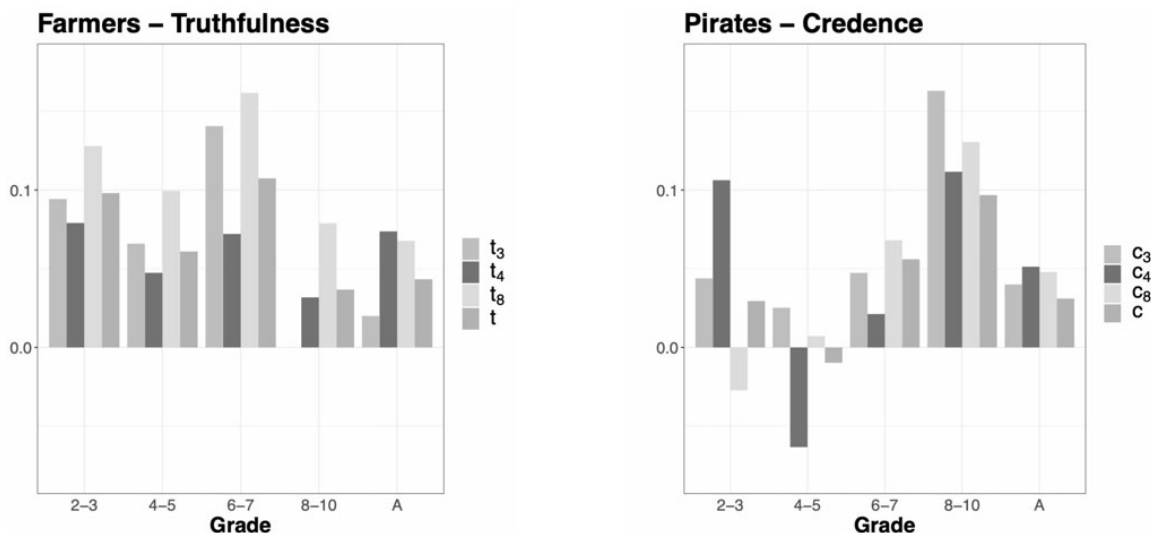 Farmers – Truthfulness
0.1
0.0
2–3 4–5 6–7 8–10 A
Grade
t3
t4
t8
t
Pirates – Credence
0.1
0.0
2–3 4–5 6–7 8–10 A
Grade
c3
c4
c8
c